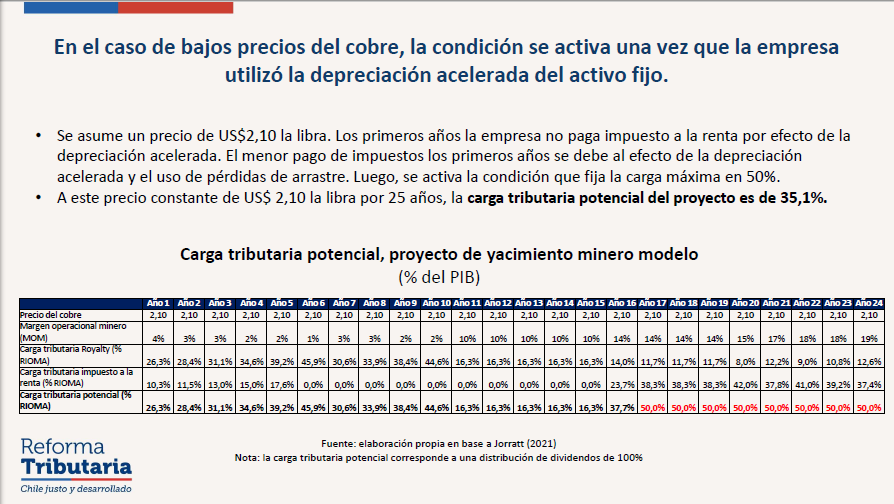 En el caso de bajos precios del cobre, la condición se activa una vez que la empresa
utilizó la depreciación acelerada del activo fijo.
• Se asume un precio de US$2,10 la libra. Los primeros años la empresa no paga impuesto a la renta por efecto de la
depreciación acelerada. El menor pago de impuestos los primeros años se debe al efecto de la depreciación
acelerada y el uso de pérdidas de arrastre. Luego, se activa la condición que fija la carga máxima en 50%.
• A este precio constante de US$ 2,10 la libra por 25 años, la carga tributaria potencial del proyecto es de 35,1%.
Carga tributaria potencial, proyecto de yacimiento minero modelo
(% del PIB)
Año 1 Año 2 Año 3 Año 4 Año 5 Año 6 Año 7 Año 8 Año 9 Año 10 Año 11 Año 12 Año 13 Año 14 Año 15 Año 16 Año 17 Año 18 Año 19 Año 20 Año 21 Año 22 Año 23 Año 24
Precio del cobre 2,10 2,10 2,10 2,10 2,10 2,10 2,10 2,10 2,10 2,10 2,10 2,10 2,10 2,10 2,10 2,10 2,10 2,10 2,10 2,10 2,10 2,10 2,10 2,10
Margen operacional minero
(MOM) 4% 3% 3% 2% 2% 1% 3% 3% 2% 2% 10% 10% 10% 10% 10% 14% 14% 14% 14% 15% 17% 18% 18% 19%
Carga tributaria Royalty (%
RIOMA) 26,3% 28,4% 31,1% 34,6% 39,2% 45,9% 30,6% 33,9% 38,4% 44,6% 16,3% 16,3% 16,3% 16,3% 16,3% 14,0% 11,7% 11,7% 11,7% 8,0% 12,2% 9,0% 10,8% 12,6%
Carga tributaria impuesto a la
renta (% RIOMA) 10,3% 11,5% 13,0% 15,0% 17,6% 0,0% 0,0% 0,0% 0,0% 0,0% 0,0% 0,0% 0,0% 0,0% 0,0% 23,7% 38,3% 38,3% 38,3% 42,0% 37,8% 41,0% 39,2% 37,4%
Carga tributaria potencial (%
RIOMA) 26,3% 28,4% 31,1% 34,6% 39,2% 45,9% 30,6% 33,9% 38,4% 44,6% 16,3% 16,3% 16,3% 16,3% 16,3% 37,7% 50,0% 50,0% 50,0% 50,0% 50,0% 50,0% 50,0% 50,0%
Fuente: elaboración propia en base a Jorratt (2021)
Nota: la carga tributaria potencial corresponde a una distribución de dividendos de 100%
Reforma
Tributaria
Chile justo y desarrollado